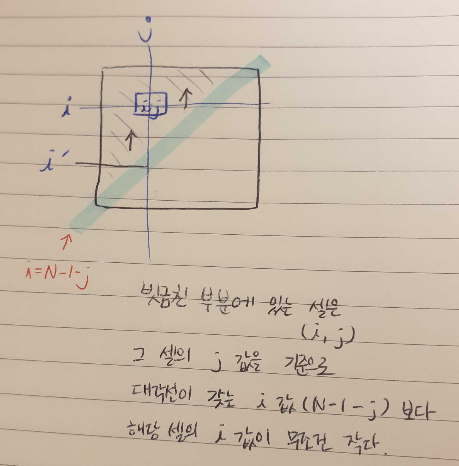 j
i
i,j
i′
i=N-1-j
빗금친 부분에 있는 셀은
(i, j)
그 셀의 j 값을 기준으로
대각선이 갖는 i 값 (N-1-j) 보다
해당 셀의 i 값이 무조건 작다.